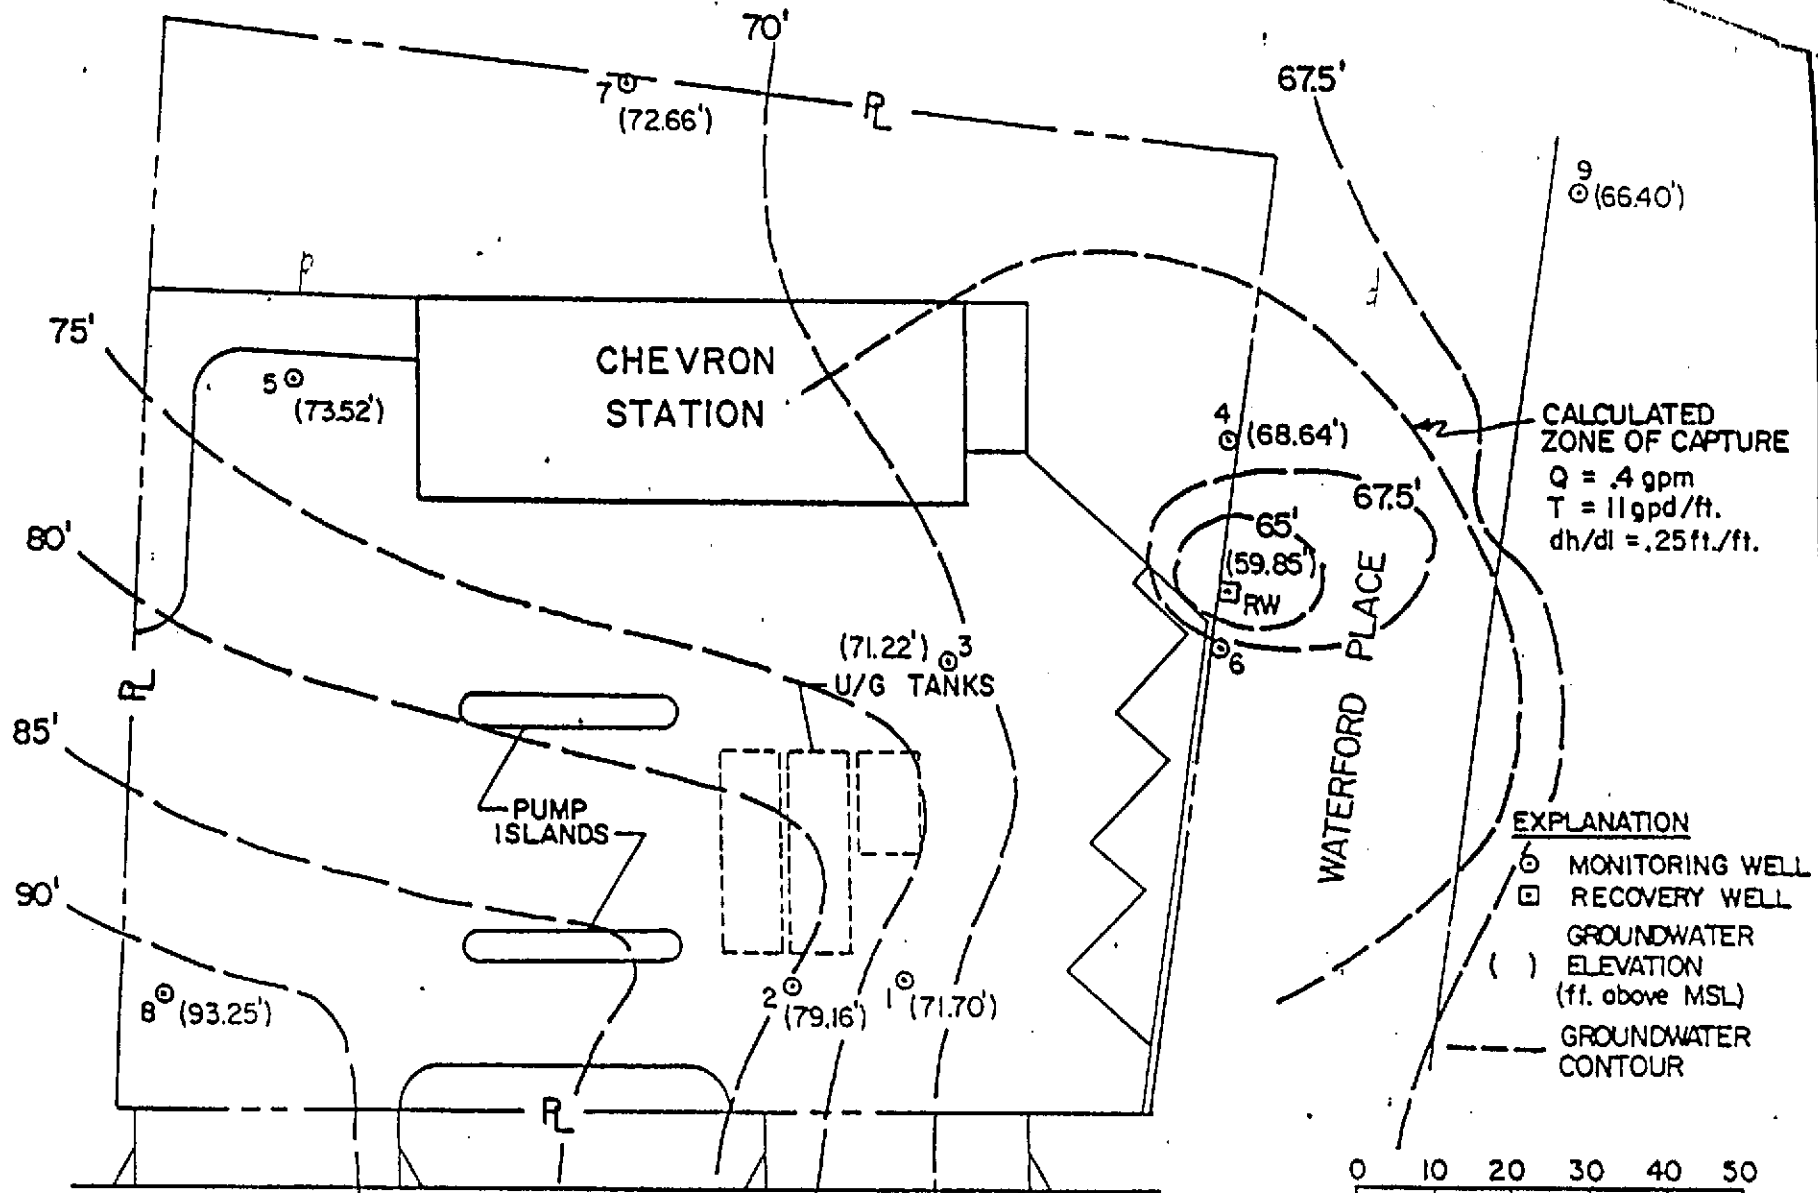 70'
67.5'
7
(72.66')
PL
9
(66.40')
75'
5
(73.52')
CHEVRON
STATION
4
(68.64')
CALCULATED
ZONE OF CAPTURE
Q = .4 gpm
T = 11gpd/ft.
dh/dl = .25ft./ft.
67.5'
65'
(59.85')
RW
6
80'
(71.22')
3
U/G TANKS
PL
85'
PUMP
ISLANDS
WATERFORD PLACE
90'
8
(93.25')
2
(79.16')
1
(71.70')
PL
EXPLANATION
MONITORING WELL
RECOVERY WELL
( ) GROUNDWATER
ELEVATION
(ft. above MSL)
GROUNDWATER
CONTOUR
0 10 20 30 40 50